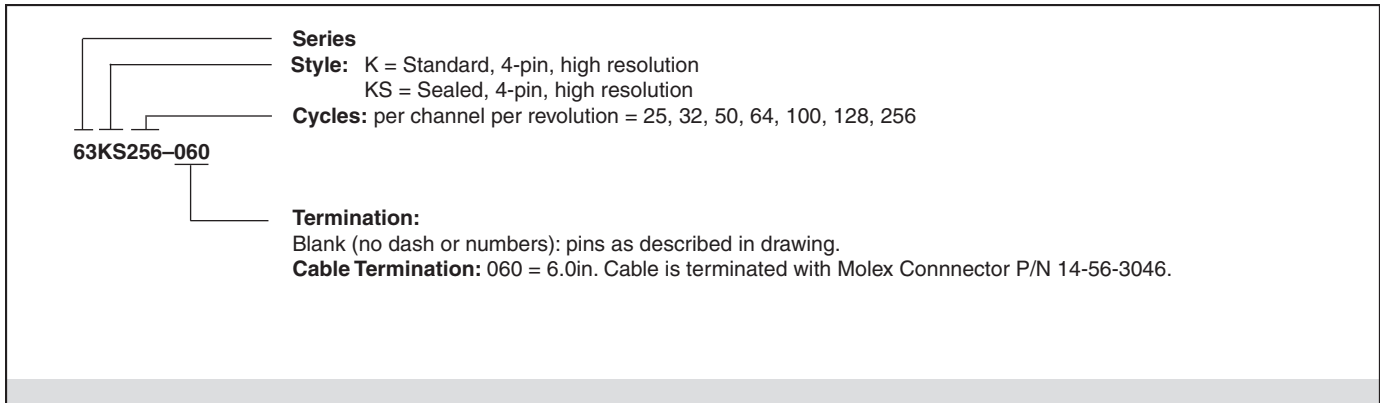 Series
Style: K = Standard, 4-pin, high resolution
KS = Sealed, 4-pin, high resolution
Cycles: per channel per revolution = 25, 32, 50, 64, 100, 128, 256
63KS256–060
Termination:
Blank (no dash or numbers): pins as described in drawing.
Cable Termination: 060 = 6.0in. Cable is terminated with Molex Connnector P/N 14-56-3046.